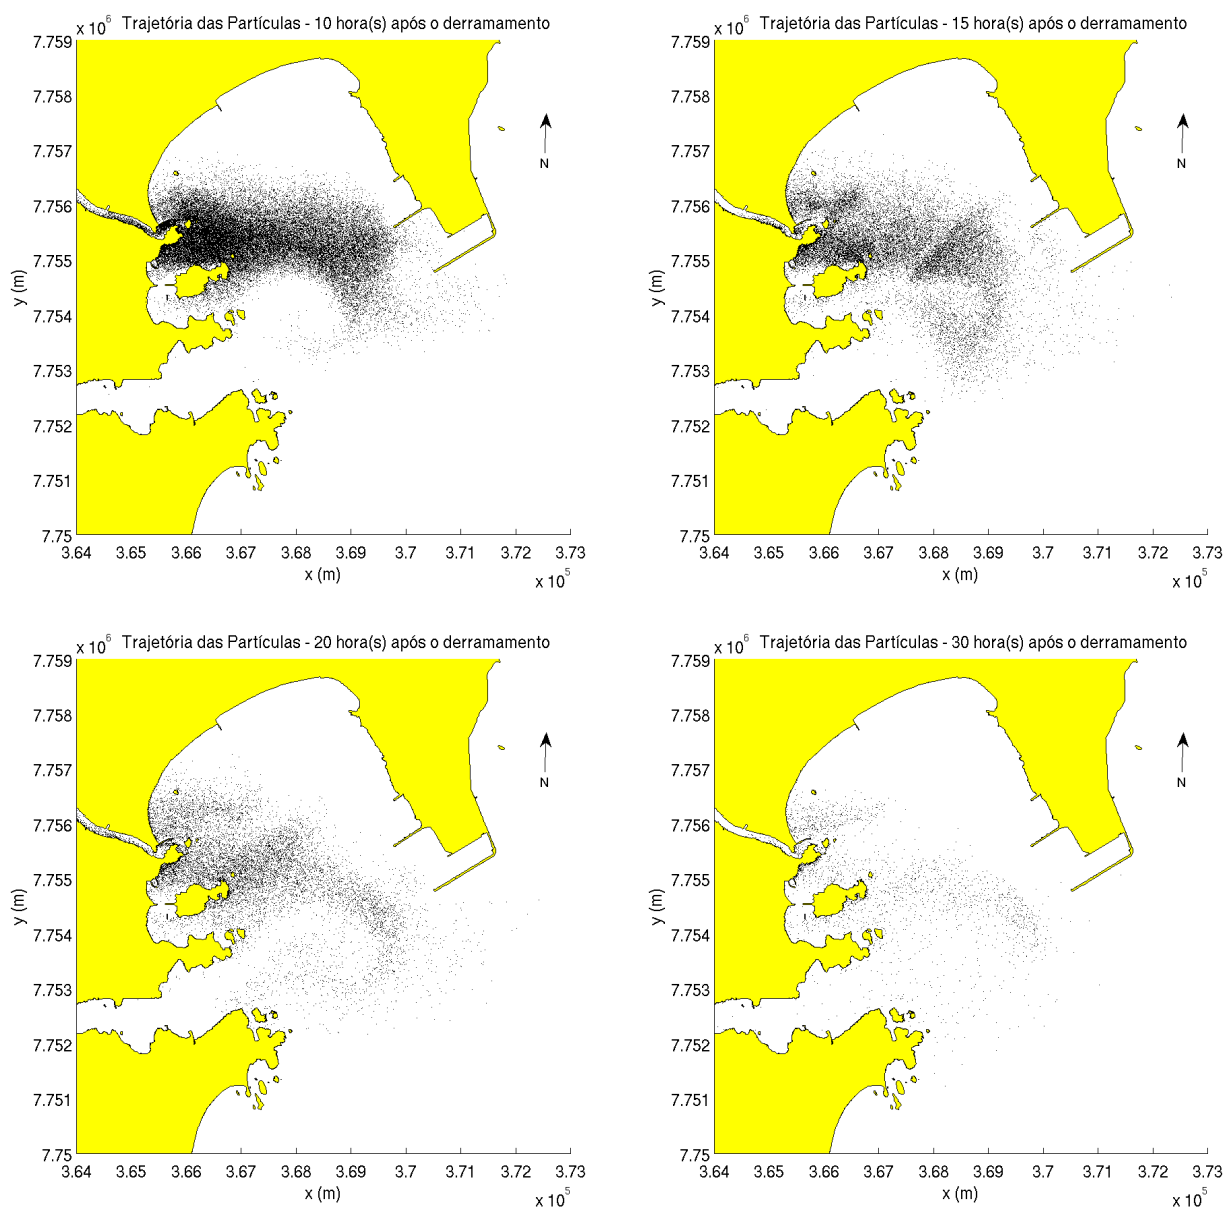 x 10^6 Trajetória das Partículas - 10 hora(s) após o derramamento
7.759
7.758
7.757
7.756
7.755
7.754
7.753
7.752
7.751
7.75
y (m)
N
3.64 3.65 3.66 3.67 3.68 3.69 3.7 3.71 3.72 3.73
x (m)
x 10^5
x 10^6 Trajetória das Partículas - 15 hora(s) após o derramamento
7.759
7.758
7.757
7.756
7.755
7.754
7.753
7.752
7.751
7.75
y (m)
N
3.64 3.65 3.66 3.67 3.68 3.69 3.7 3.71 3.72 3.73
x (m)
x 10^5
x 10^6 Trajetória das Partículas - 20 hora(s) após o derramamento
7.759
7.758
7.757
7.756
7.755
7.754
7.753
7.752
7.751
7.75
y (m)
N
3.64 3.65 3.66 3.67 3.68 3.69 3.7 3.71 3.72 3.73
x (m)
x 10^5
x 10^6 Trajetória das Partículas - 30 hora(s) após o derramamento
7.759
7.758
7.757
7.756
7.755
7.754
7.753
7.752
7.751
7.75
y (m)
N
3.64 3.65 3.66 3.67 3.68 3.69 3.7 3.71 3.72 3.73
x (m)
x 10^5